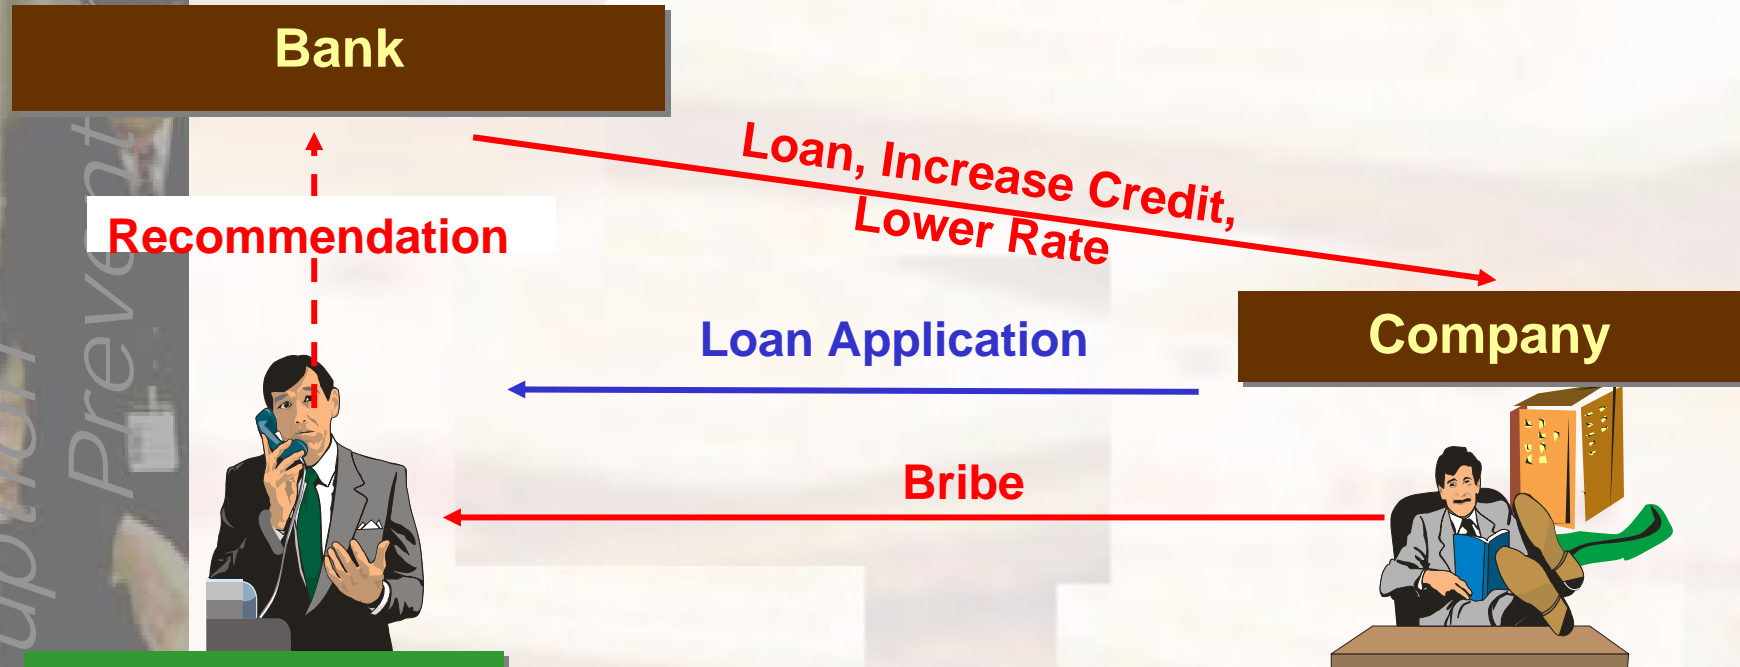 Bank
Loan, Increase Credit,
Lower Rate
Recommendation
Loan Application
Company
Bribe